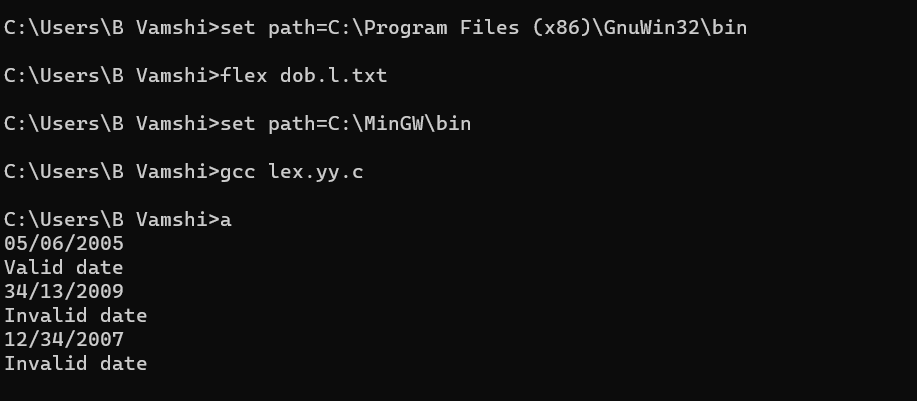 C:\Users\B Vamshi>set path=C:\Program Files (x86)\GnuWin32\bin
C:\Users\B Vamshi>flex dob.l.txt
C:\Users\B Vamshi>set path=C:\MinGW\bin
C:\Users\B Vamshi>gcc lex.yy.c
C:\Users\B Vamshi>a
05/06/2005
Valid date
34/13/2009
Invalid date
12/34/2007
Invalid date